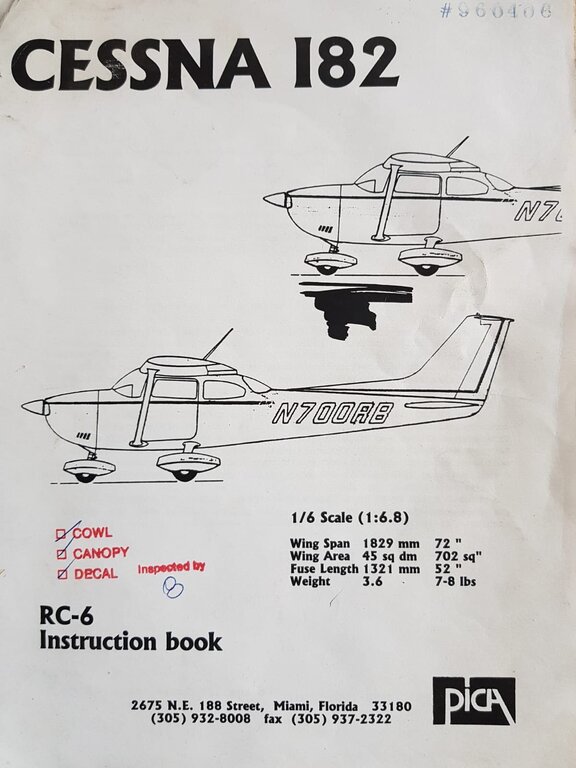 #960406
CESSNA 182
N70
N700RB
1/6 Scale (1:6.8)
Wing Span 1829 mm 72 "
Wing Area 45 sq dm 702 sq"
Fuse Length 1321 mm 52 "
Weight 3.6 7-8 lbs
COWL
CANOPY
DECAL
Inspected by
RC-6
Instruction book
2675 N.E. 188 Street, Miami, Florida 33180
(305) 932-8008 fax (305) 937-2322
PICA